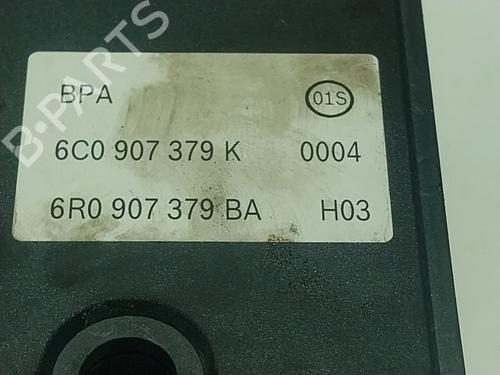 B-PARTS
BPA 01S
6C0 907 379 K 0004
6R0 907 379 BA H03